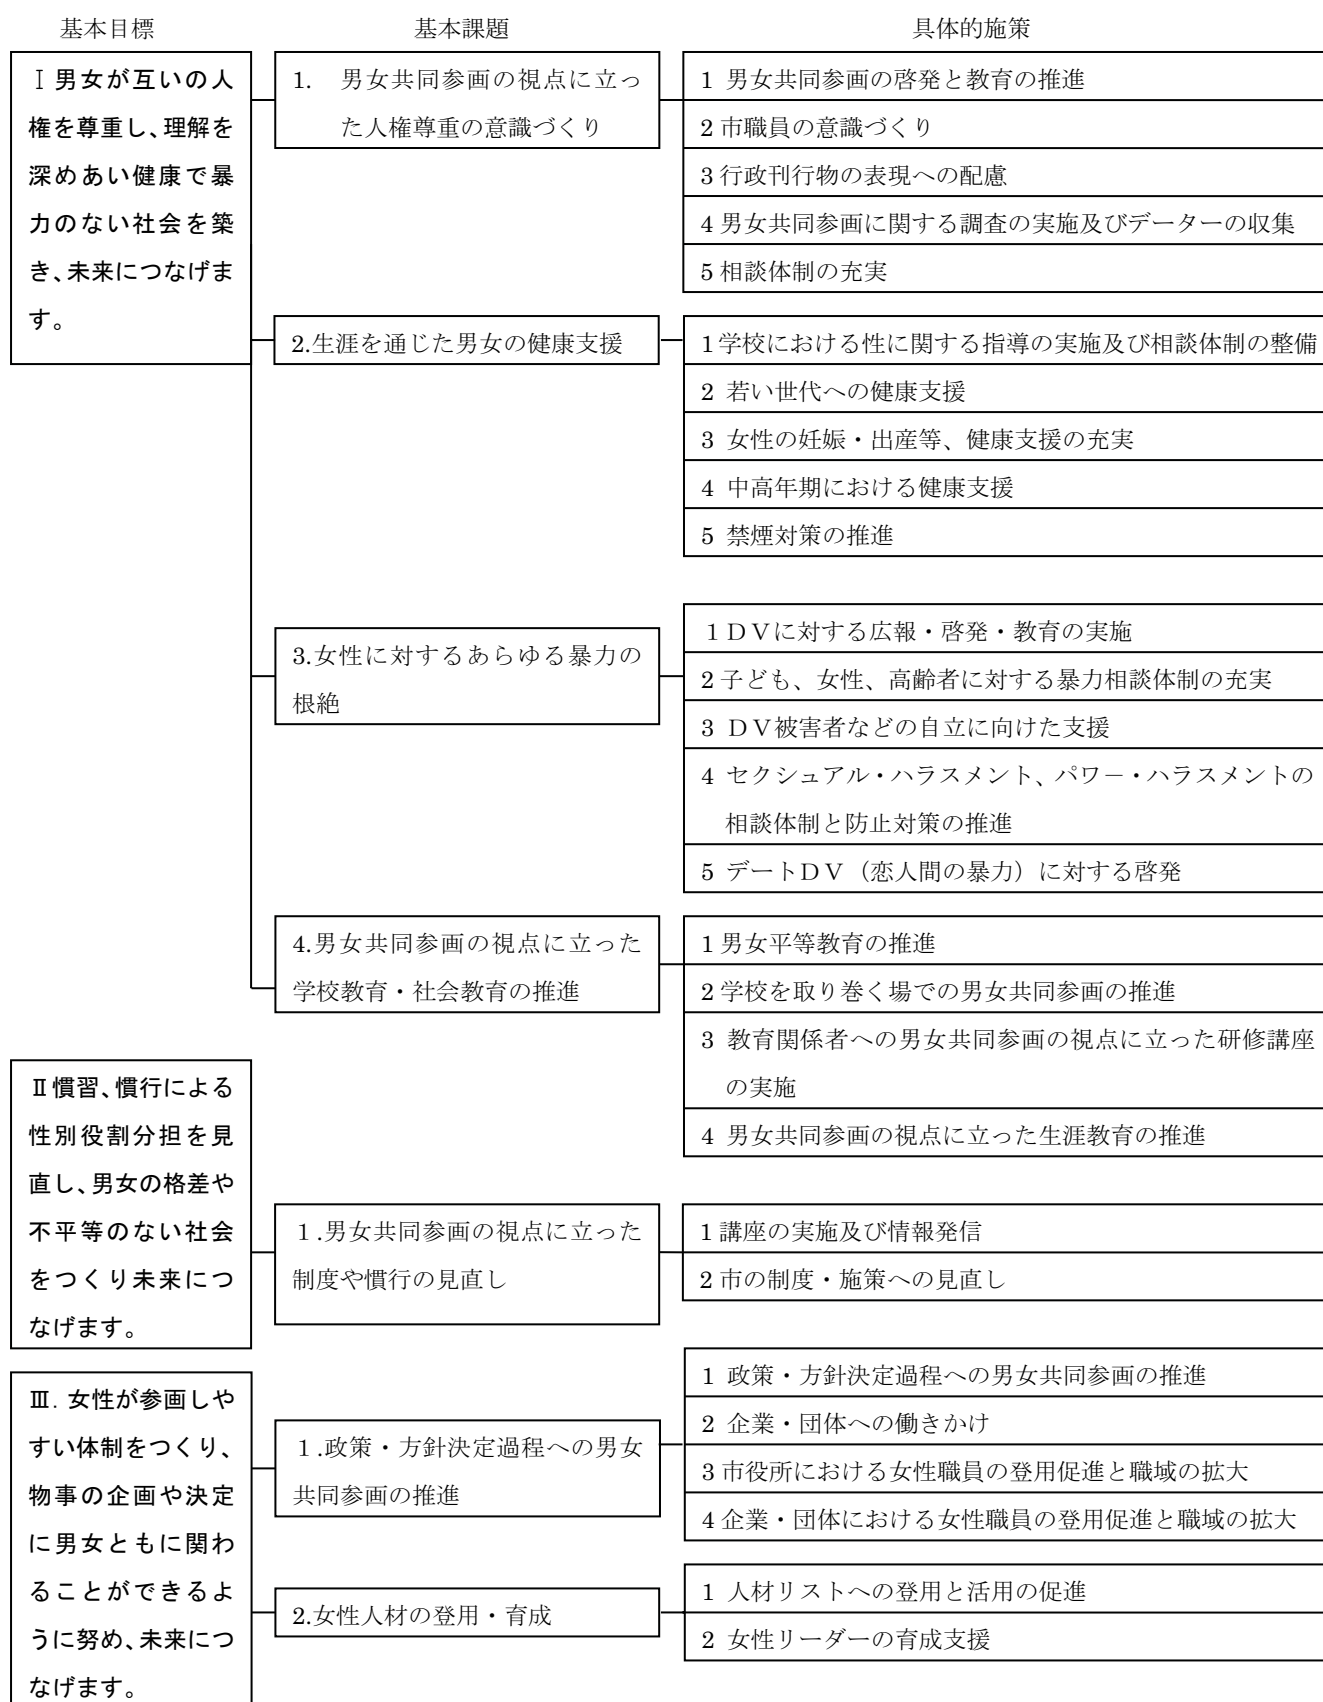 基本目標
基本課題
具体的施策
Ⅰ男女が互いの人
権を尊重し、理解を
深めあい健康で暴
力のない社会を築
き、未来につなげま
す。
1. 男女共同参画の視点に立っ
た人権尊重の意識づくり
1 男女共同参画の啓発と教育の推進
2 市職員の意識づくり
3 行政刊行物の表現への配慮
4 男女共同参画に関する調査の実施及びデーターの収集
5 相談体制の充実
2.生涯を通じた男女の健康支援
1 学校における性に関する指導の実施及び相談体制の整備
2 若い世代への健康支援
3 女性の妊娠・出産等、健康支援の充実
4 中高年期における健康支援
5 禁煙対策の推進
3.女性に対するあらゆる暴力の
根絶
1 ＤＶに対する広報・啓発・教育の実施
2 子ども、女性、高齢者に対する暴力相談体制の充実
3 ＤＶ被害者などの自立に向けた支援
4 セクシュアル・ハラスメント、パワ－・ハラスメントの
相談体制と防止対策の推進
5 デートＤＶ（恋人間の暴力）に対する啓発
4.男女共同参画の視点に立った
学校教育・社会教育の推進
1 男女平等教育の推進
2 学校を取り巻く場での男女共同参画の推進
3 教育関係者への男女共同参画の視点に立った研修講座
の実施
4 男女共同参画の視点に立った生涯教育の推進
Ⅱ慣習、慣行による
性別役割分担を見
直し、男女の格差や
不平等のない社会
をつくり未来につ
なげます。
１.男女共同参画の視点に立った
制度や慣行の見直し
1 講座の実施及び情報発信
2 市の制度・施策への見直し
Ⅲ. 女性が参画しや
すい体制をつくり、
物事の企画や決定
に男女ともに関わ
ることができるよ
うに努め、未来につ
なげます。
１.政策・方針決定過程への男女
共同参画の推進
1 政策・方針決定過程への男女共同参画の推進
2 企業・団体への働きかけ
3 市役所における女性職員の登用促進と職域の拡大
4 企業・団体における女性職員の登用促進と職域の拡大
2.女性人材の登用・育成
1 人材リストへの登用と活用の促進
2 女性リーダーの育成支援